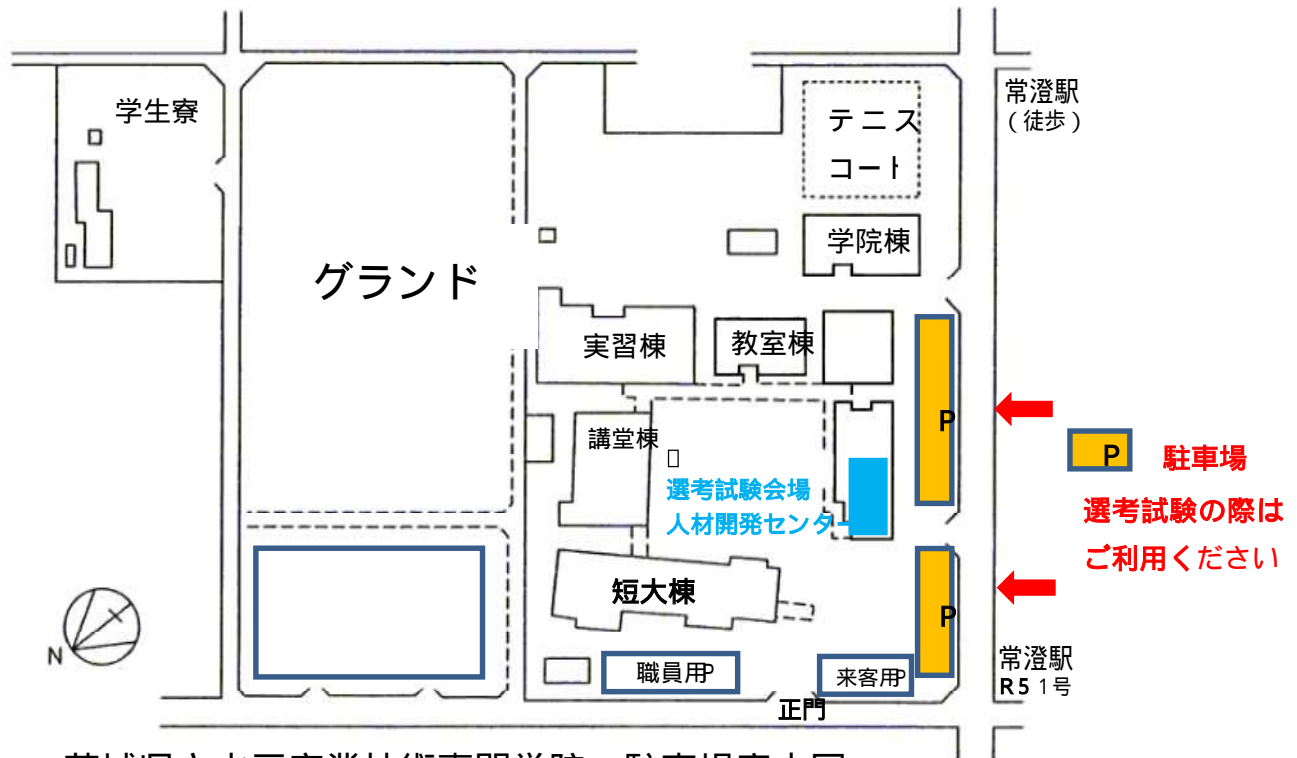 学生寮
グランド
テニス
コート
常澄駅
(徒歩)
学院棟
実習棟
教室棟
講堂棟
選考試験会場
人材開発センター
P
P 駐車場
選考試験の際は
ご利用ください
短大棟
P
N
職員用P
来客用P
常澄駅
R51号
正門